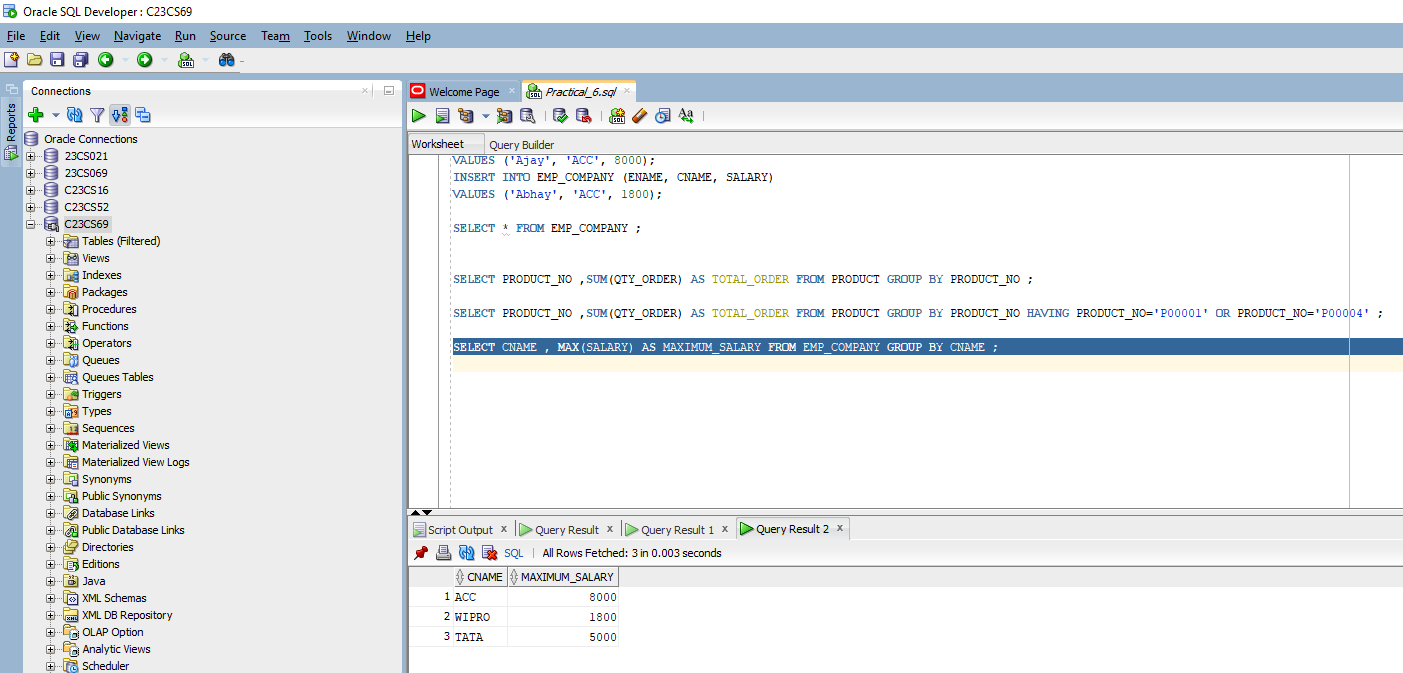 Oracle SQL Developer : C23CS69
File Edit View Navigate Run Source Team Tools Window Help
Reports
Connections
Oracle Connections
23CS021
23CS069
C23CS16
C23CS52
C23CS69
Tables (Filtered)
Views
Indexes
Packages
Procedures
Functions
Operators
Queues
Queues Tables
Triggers
Types
Sequences
Materialized Views
Materialized View Logs
Synonyms
Public Synonyms
Database Links
Public Database Links
Directories
Editions
Java
XML Schemas
XML DB Repository
OLAP Option
Analytic Views
Scheduler
Welcome Page Practical_6.sql
Worksheet Query Builder
VALUES ('Ajay', 'ACC', 8000);
INSERT INTO EMP_COMPANY (ENAME, CNAME, SALARY)
VALUES ('Abhay', 'ACC', 1800);
SELECT * FROM EMP_COMPANY ;
SELECT PRODUCT_NO ,SUM(QTY_ORDER) AS TOTAL_ORDER FROM PRODUCT GROUP BY PRODUCT_NO ;
SELECT PRODUCT_NO ,SUM(QTY_ORDER) AS TOTAL_ORDER FROM PRODUCT GROUP BY PRODUCT_NO HAVING PRODUCT_NO='P00001' OR PRODUCT_NO='P00004' ;
SELECT CNAME , MAX(SALARY) AS MAXIMUM_SALARY FROM EMP_COMPANY GROUP BY CNAME ;
Script Output x Query Result x Query Result 1 x Query Result 2 x
SQL | All Rows Fetched: 3 in 0.003 seconds
CNAME MAXIMUM_SALARY
1 ACC 8000
2 WIPRO 1800
3 TATA 5000